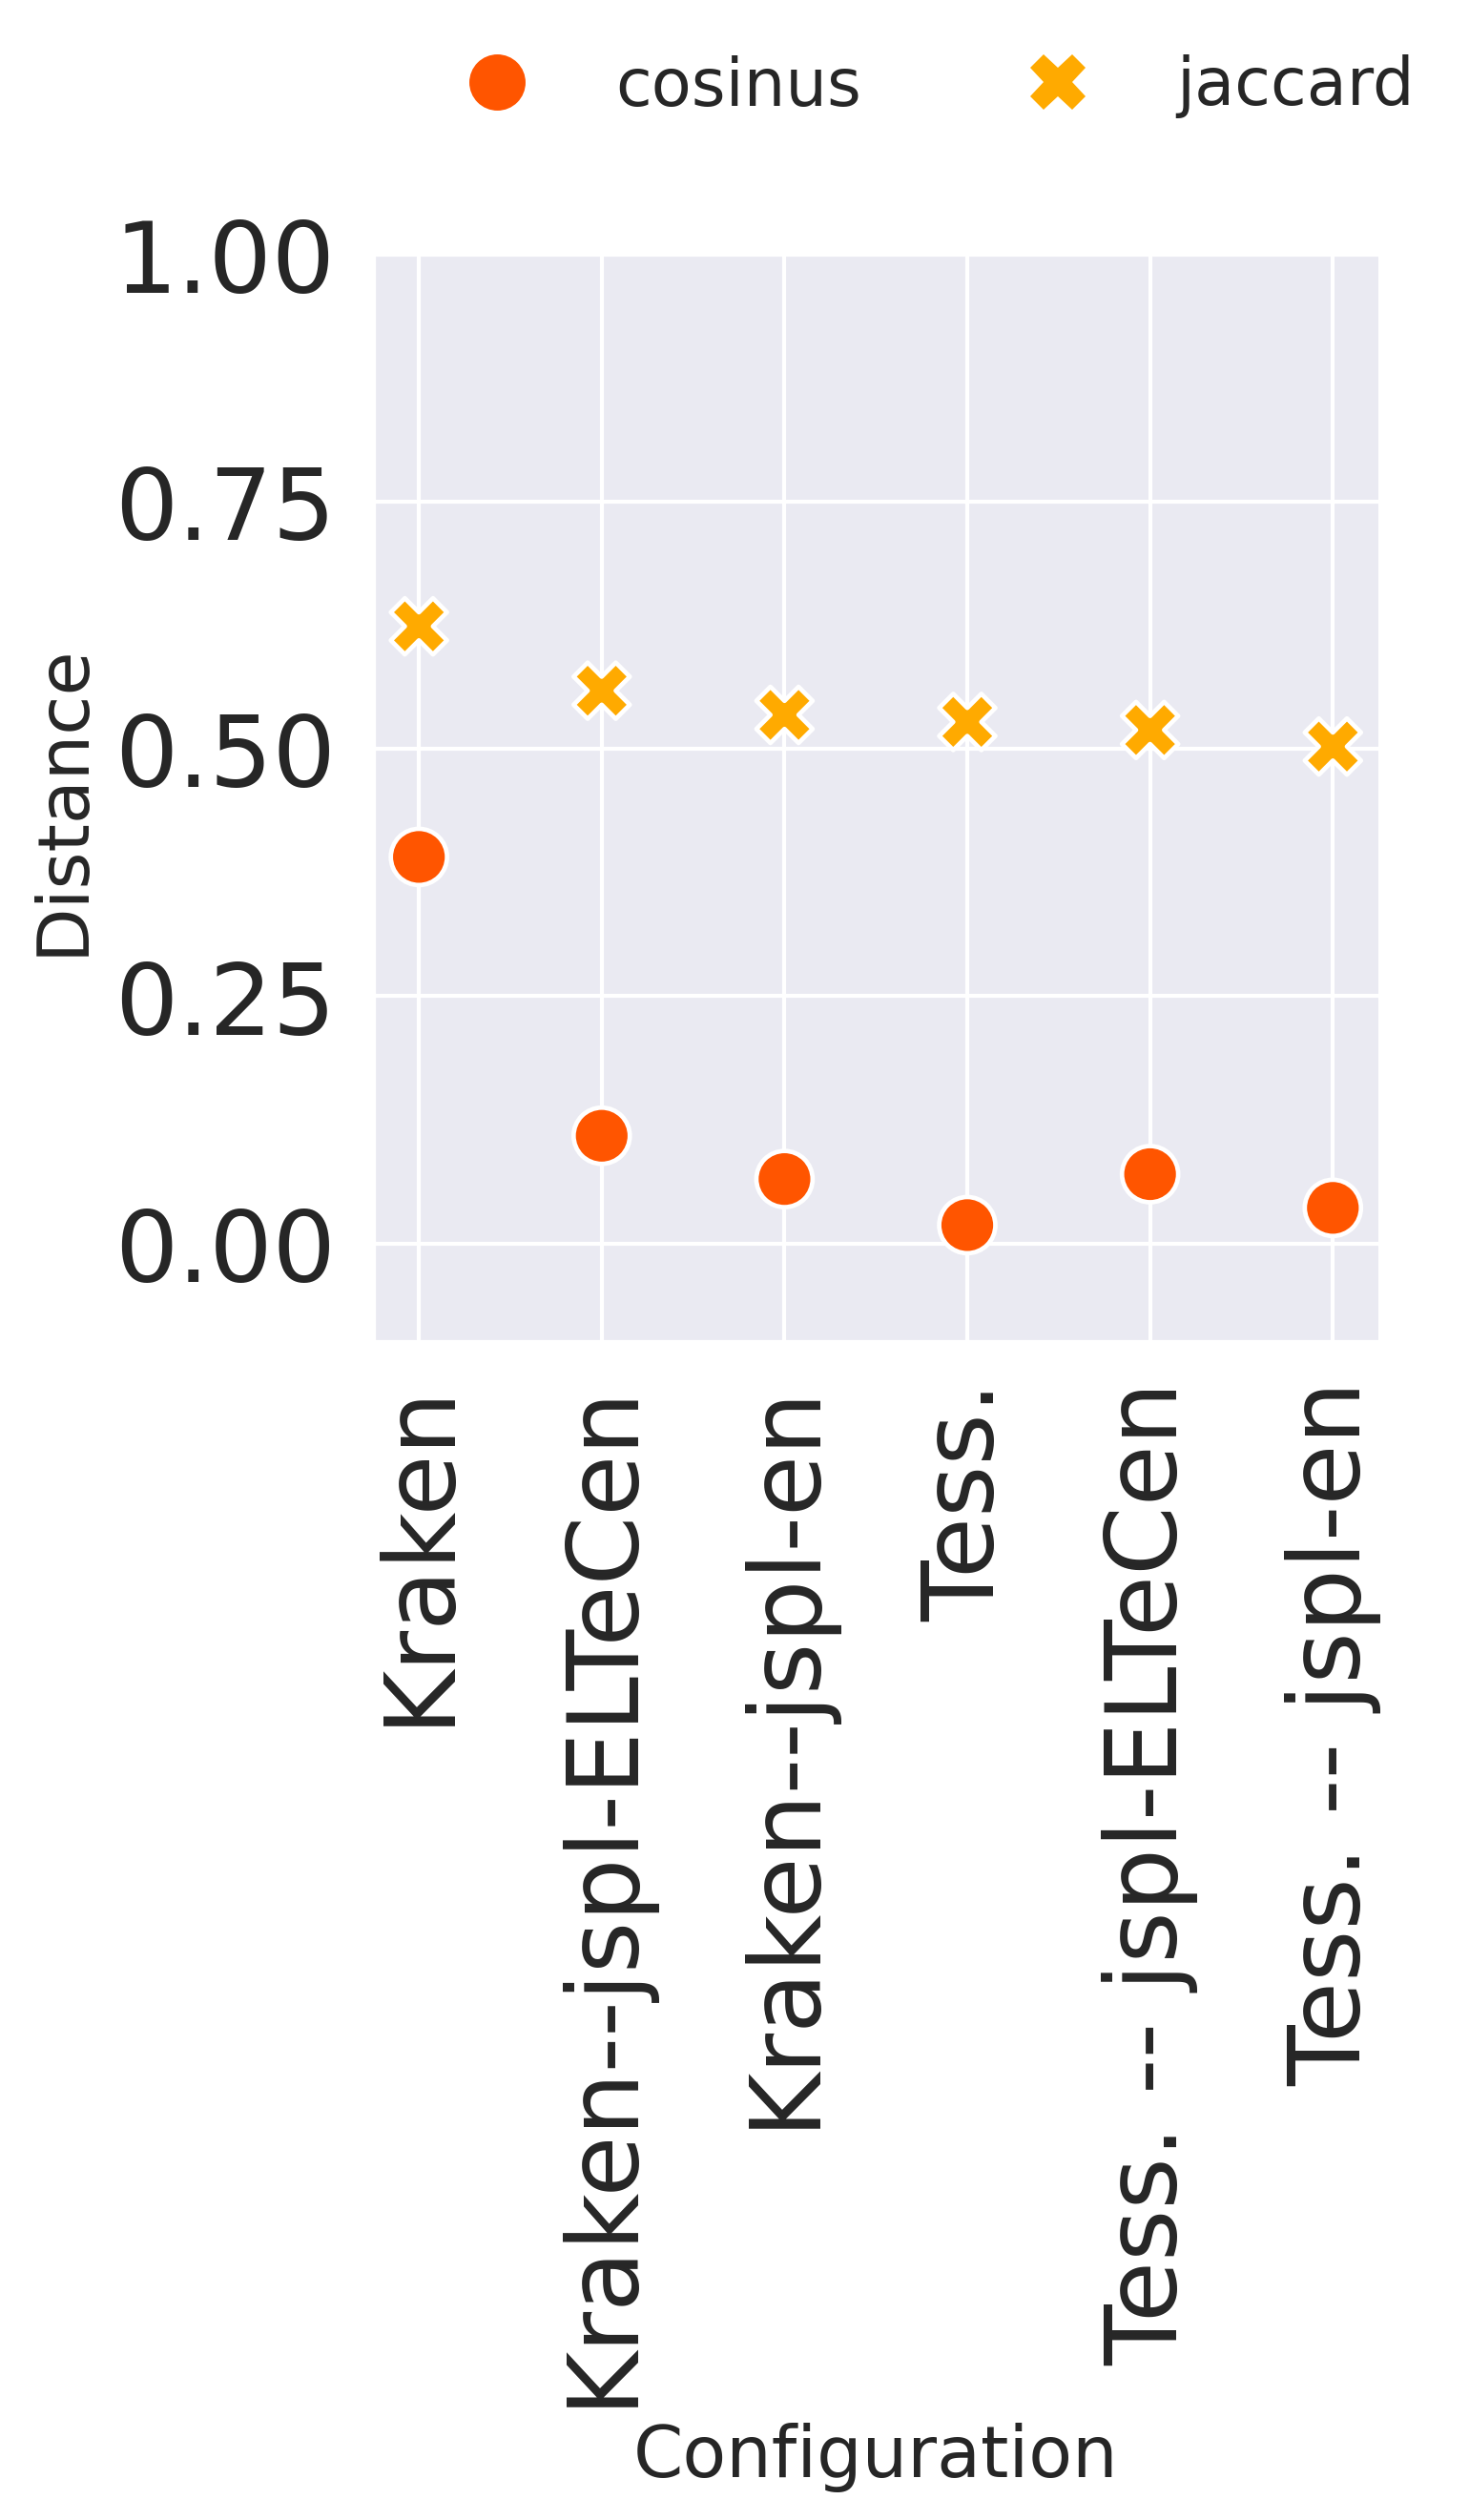 cosinus jaccard
1.00
0.75
0.50
0.25
0.00
Distance
Kraken
Kraken--jspl-ELTeCen
Kraken--jspl-en
Tess.
Tess. -- jspl-ELTeCen
Tess. -- jspl-en
Configuration